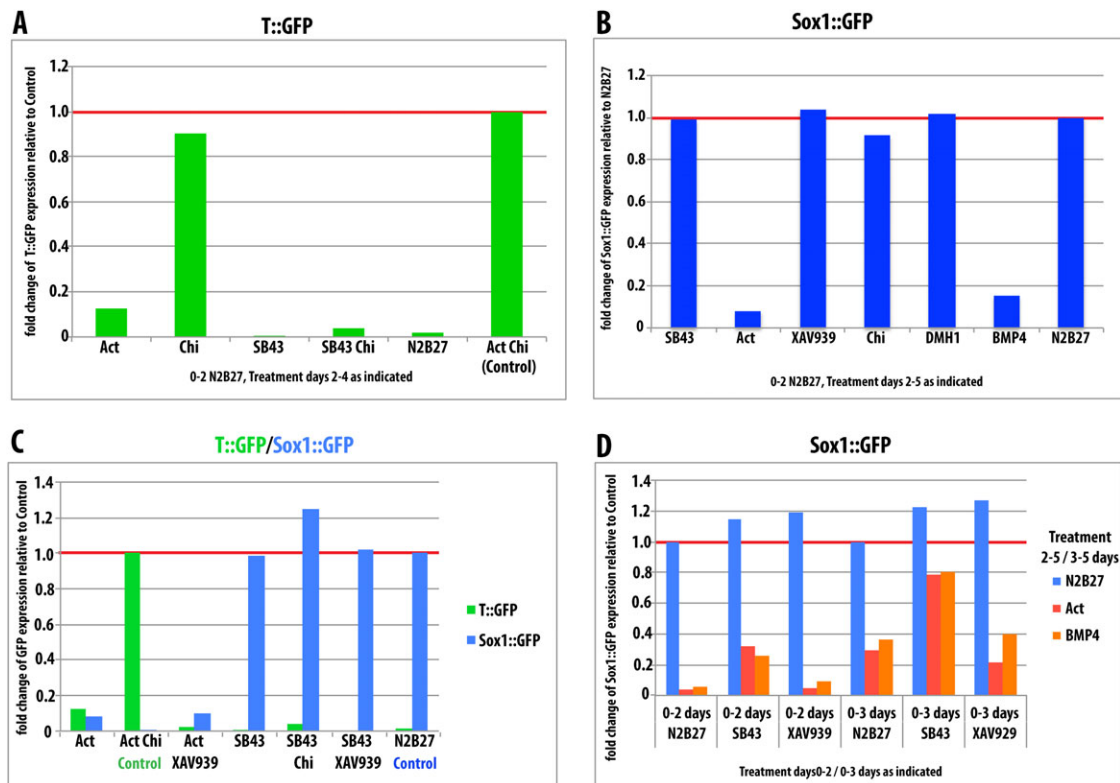 A
T::GFP
fold change of T::GFP expression relative to Control
1.2
1.0
0.8
0.6
0.4
0.2
0
Act Chi SB43 SB43 Chi N2B27 Act Chi
(Control)
0-2 N2B27, Treatment days 2-4 as indicated
B
Sox1::GFP
fold change of Sox1::GFP expression relative to N2B27
1.2
1.0
0.8
0.6
0.4
0.2
0
SB43 Act XAV939 Chi DMH1 BMP4 N2B27
0-2 N2B27, Treatment days 2-5 as indicated
C
T::GFP/Sox1::GFP
fold change of GFP expression relative to Control
1.4
1.2
1.0
0.8
0.6
0.4
0.2
0
Act Act Chi Act SB43 SB43 SB43 N2B27
Control XAV939 Chi XAV939 Control
T::GFP
Sox1::GFP
D
Sox1::GFP
fold change of Sox1::GFP expression relative to Control
1.4
1.2
1.0
0.8
0.6
0.4
0.2
0
0-2 days 0-2 days 0-2 days 0-3 days 0-3 days 0-3 days
N2B27 SB43 XAV939 N2B27 SB43 XAV929
Treatment days0-2 / 0-3 days as indicated
Treatment
2-5 / 3-5 days
N2B27
Act
BMP4